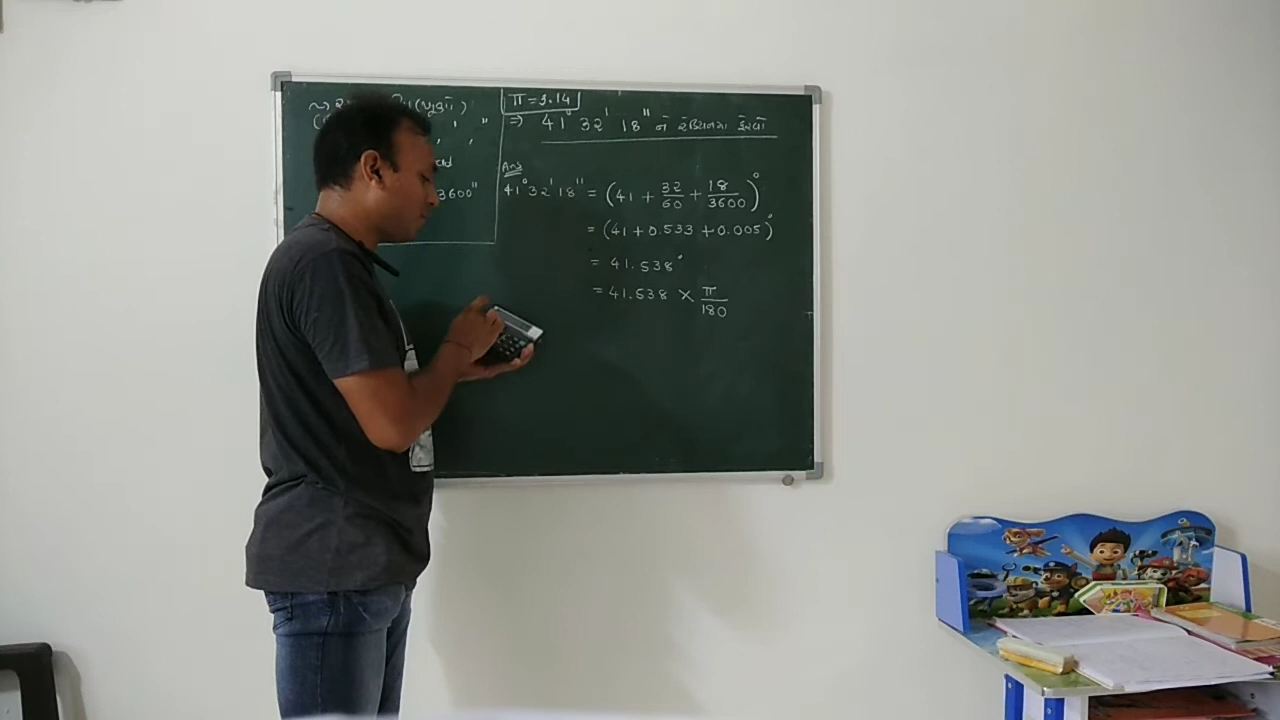 π = 3.14
⇒ 41° 32' 18" ને રેડિયનમા ફેરવો
3600"
Ans
41° 32' 18" = (41 + 32/60 + 18/3600)°
= (41 + 0.533 + 0.005)°
= 41.538°
= 41.538 × π/180